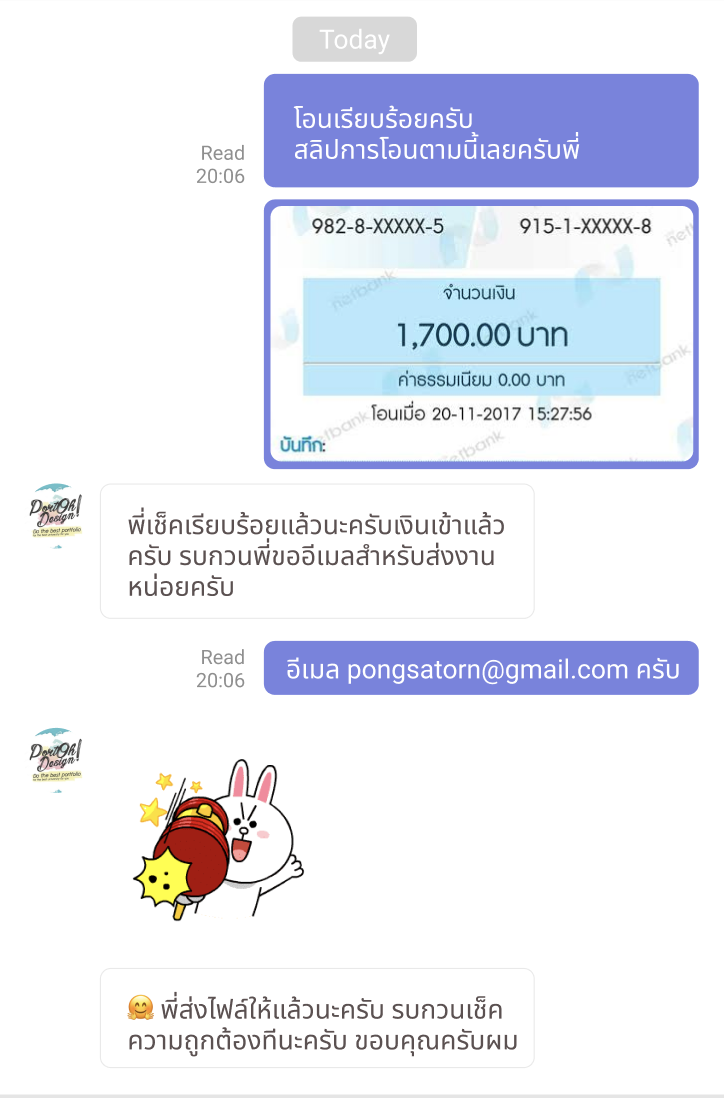 Today
โอนเรียบร้อยครับ
สลิปการโอนตามนี้เลยครับพี่
Read
20:06
982-8-XXXXX-5 915-1-XXXXX-8
จำนวนเงิน
1,700.00 บาท
ค่าธรรมเนียม 0.00 บาท
โอนเมื่อ 20-11-2017 15:27:56
บันทึก:
netbank
netbank
netbank
netbank
Port9h!
Design
Do the best portfolio
พี่เช็คเรียบร้อยแล้วนะครับเงินเข้าแล้ว
ครับ รบกวนพี่ขออีเมลสำหรับส่งงาน
หน่อยครับ
Read
20:06
อีเมล pongsatorn@gmail.com ครับ
Port9h!
Design
Do the best portfolio
🤗 พี่ส่งไฟล์ให้แล้วนะครับ รบกวนเช็ค
ความถูกต้องทีนะครับ ขอบคุณครับผม